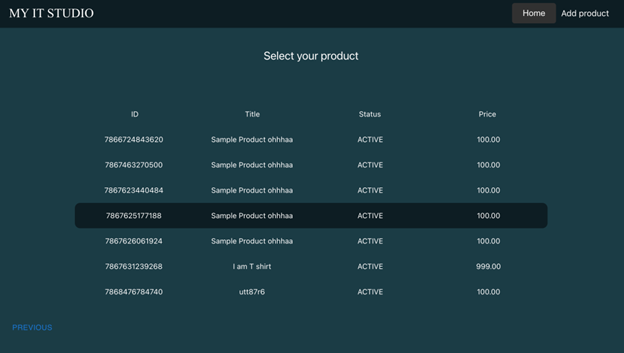 MY IT STUDIO Home Add product
Select your product
ID Title Status Price
7866724843620 Sample Product ohhhaa ACTIVE 100.00
7867463270500 Sample Product ohhhaa ACTIVE 100.00
7867623440484 Sample Product ohhhaa ACTIVE 100.00
7867625177188 Sample Product ohhhaa ACTIVE 100.00
7867626061924 Sample Product ohhhaa ACTIVE 100.00
7867631239268 I am T shirt ACTIVE 999.00
7868476784740 utt87r6 ACTIVE 100.00
PREVIOUS